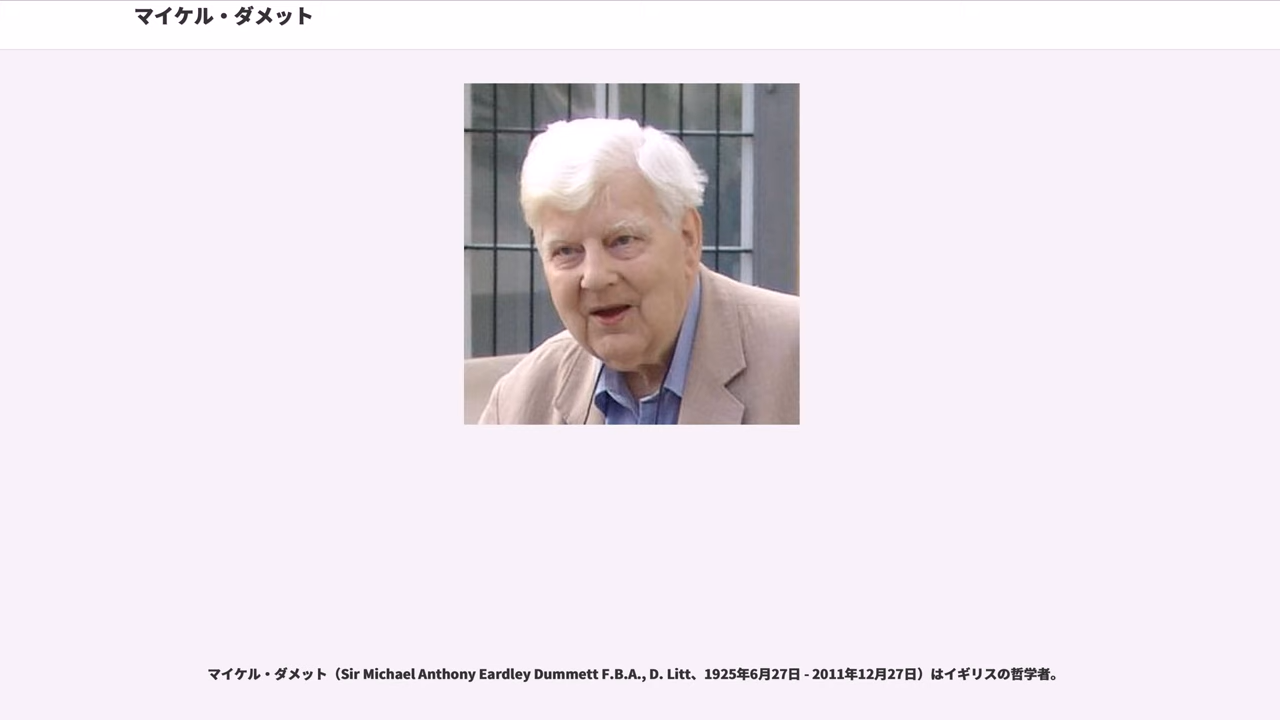 マイケル・ダメット
マイケル・ダメット（Sir Michael Anthony Eardley Dummett F.B.A., D. Litt、1925年6月27日 - 2011年12月27日）はイギリスの哲学者。